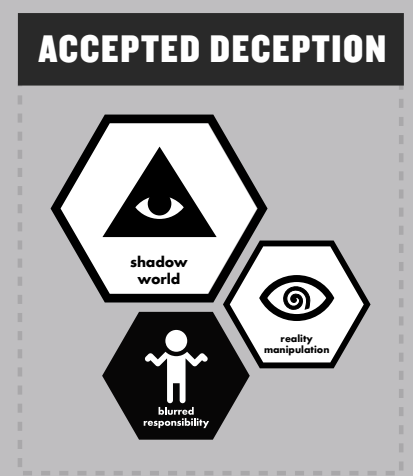 ACCEPTED DECEPTION
shadow
world
reality
manipulation
blurred
responsibility